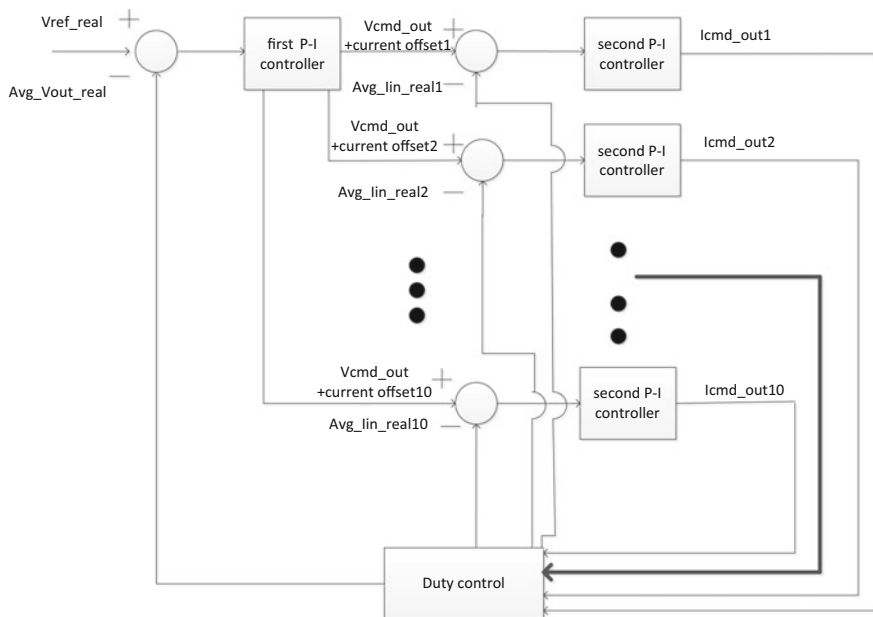 Vref_real
Avg_Vout_real
first P-I
controller
Vcmd_out
+current offset1
Avg_Iin_real1
second P-I
controller
Icmd_out1
Vcmd_out
+current offset2
Avg_Iin_real2
second P-I
controller
Icmd_out2
Vcmd_out
+current offset10
Avg_Iin_real10
second P-I
controller
Icmd_out10
Duty control